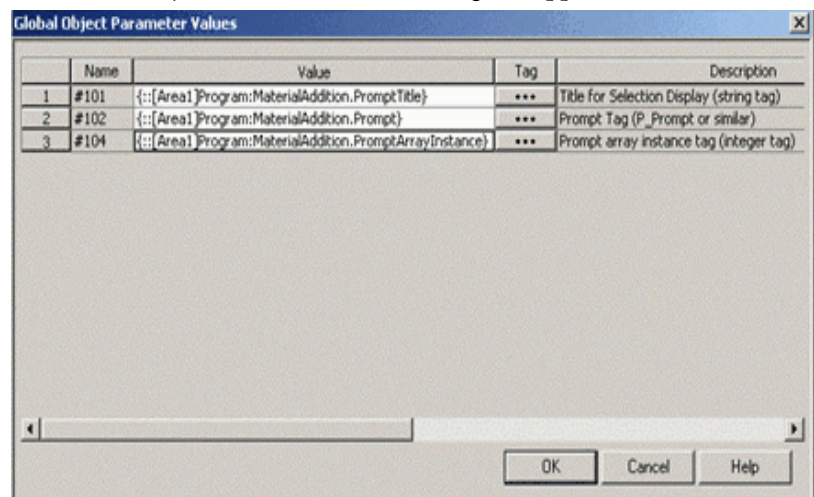 Global Object Parameter Values
Name Value Tag Description
1 #101 {::[Area1]Program:MaterialAddition.PromptTitle} ••• Title for Selection Display (string tag)
2 #102 {::[Area1]Program:MaterialAddition.Prompt} ••• Prompt Tag (P_Prompt or similar)
3 #104 {::[Area1]Program:MaterialAddition.PromptArrayInstance} ••• Prompt array instance tag (integer tag)
OK Cancel Help